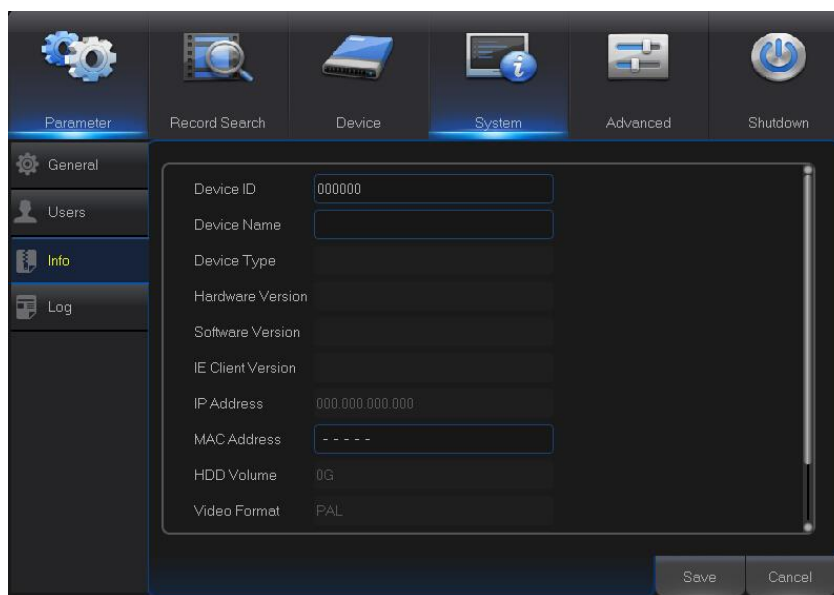 Parameter Record Search Device System Advanced Shutdown
General
Users
Info
Log
Device ID 000000
Device Name
Device Type
Hardware Version
Software Version
IE Client Version
IP Address 000.000.000.000
MAC Address - - - - -
HDD Volume 0G
Video Format PAL
Save Cancel